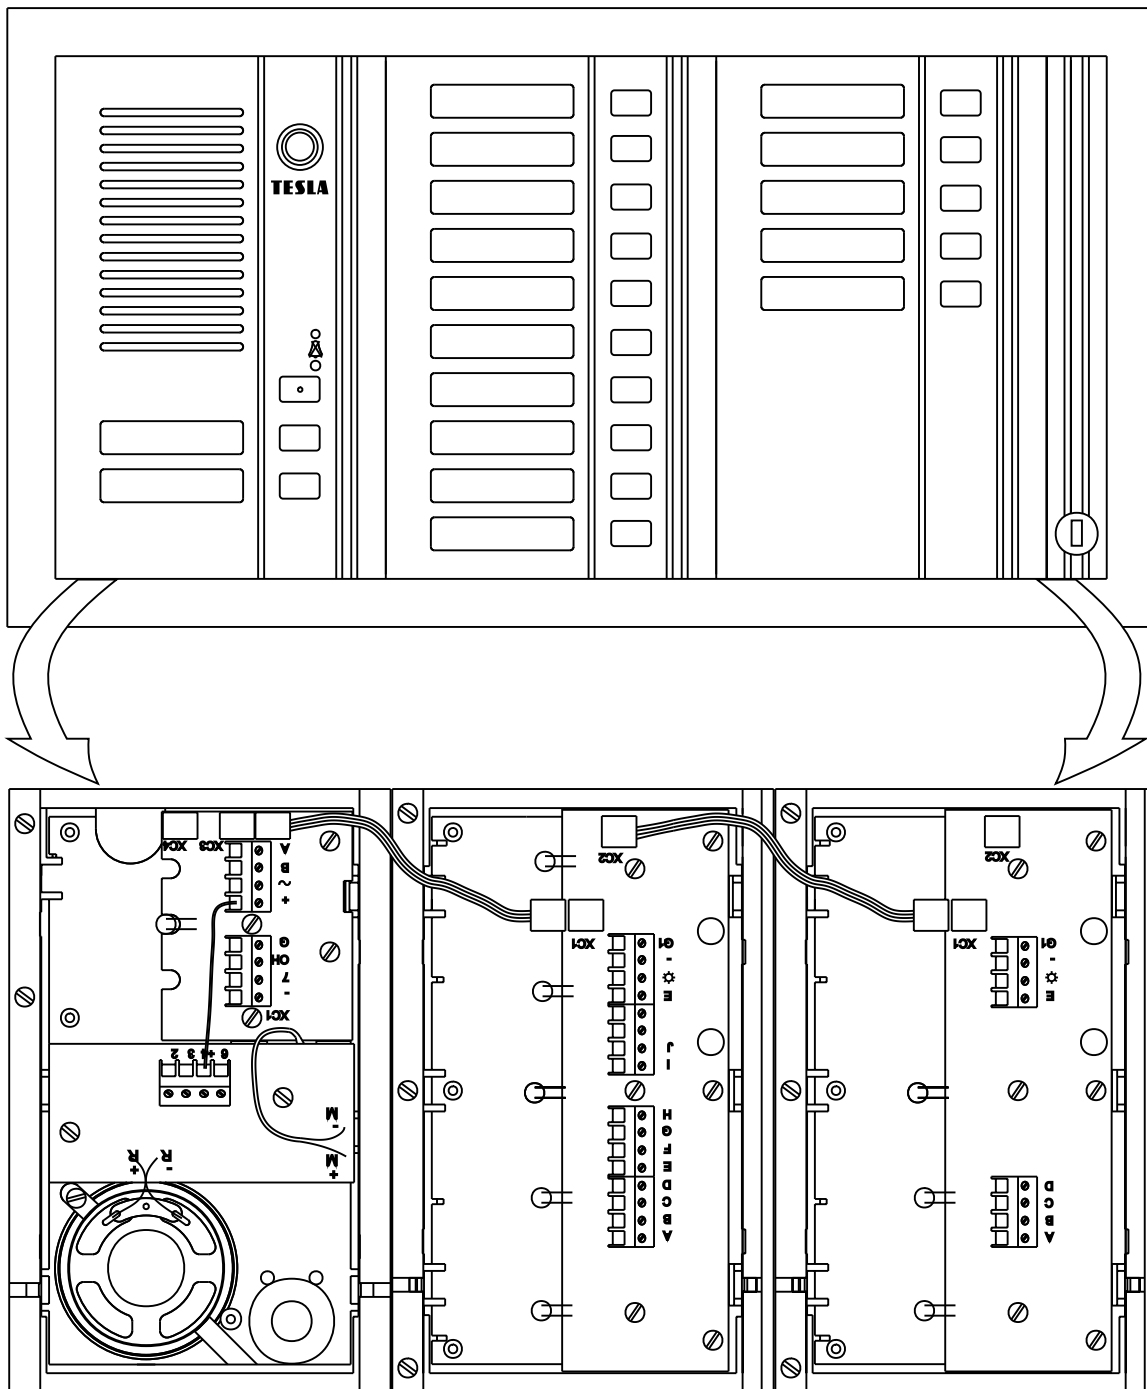 TESLA
XC4
XC3
A
B
~
+
G
OH
7
-
XC1
2
3
4+
6
M
-
M
+
R
+
R
-
XC2
XC1
G1
-
E
J
I
H
G
F
E
D
C
B
A
XC2
XC1
G1
-
E
D
C
B
A